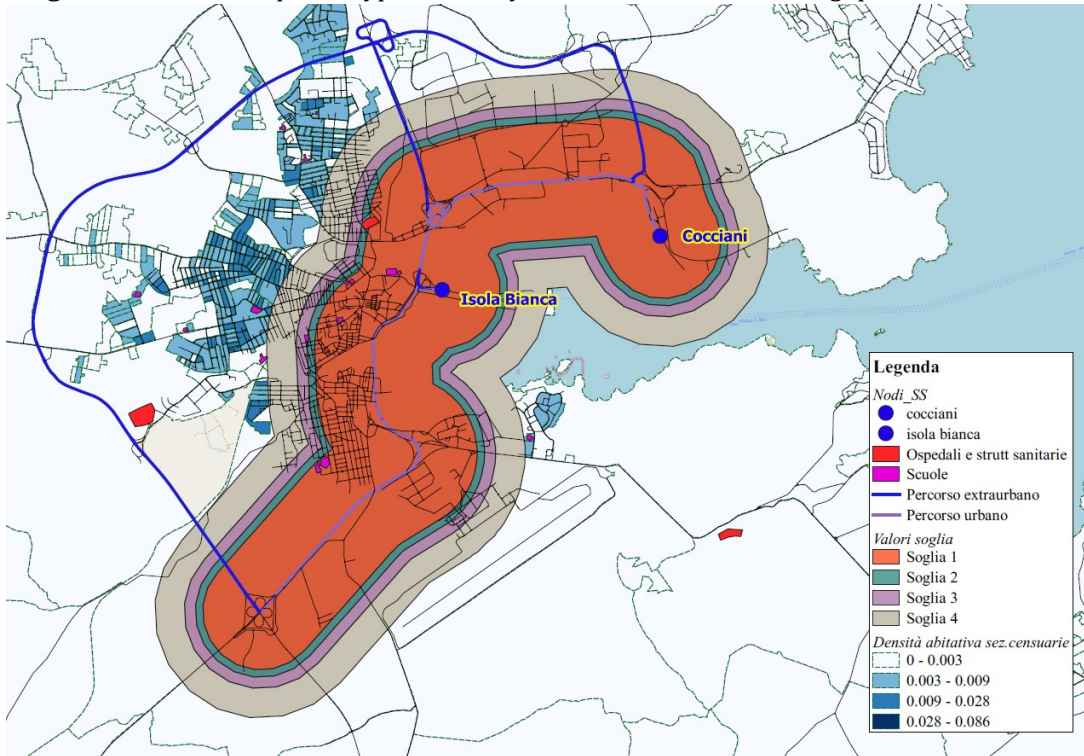 Cocciani
Isola Bianca
Legenda
Nodi_SS
cocciani
isola bianca
Ospedali e strutt sanitarie
Scuole
Percorso extraurbano
Percorso urbano
Valori soglia
Soglia 1
Soglia 2
Soglia 3
Soglia 4
Densità abitativa sez.censuarie
0 - 0.003
0.003 - 0.009
0.009 - 0.028
0.028 - 0.086